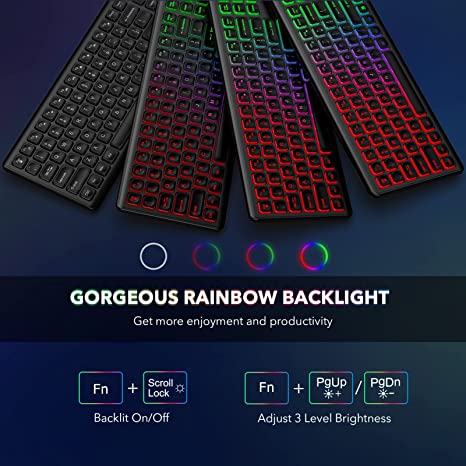 GORGEOUS RAINBOW BACKLIGHT
Get more enjoyment and productivity
Fn + Scroll Lock
Fn + PgUp + / PgDn -
Backlit On/Off
Adjust 3 Level Brightness